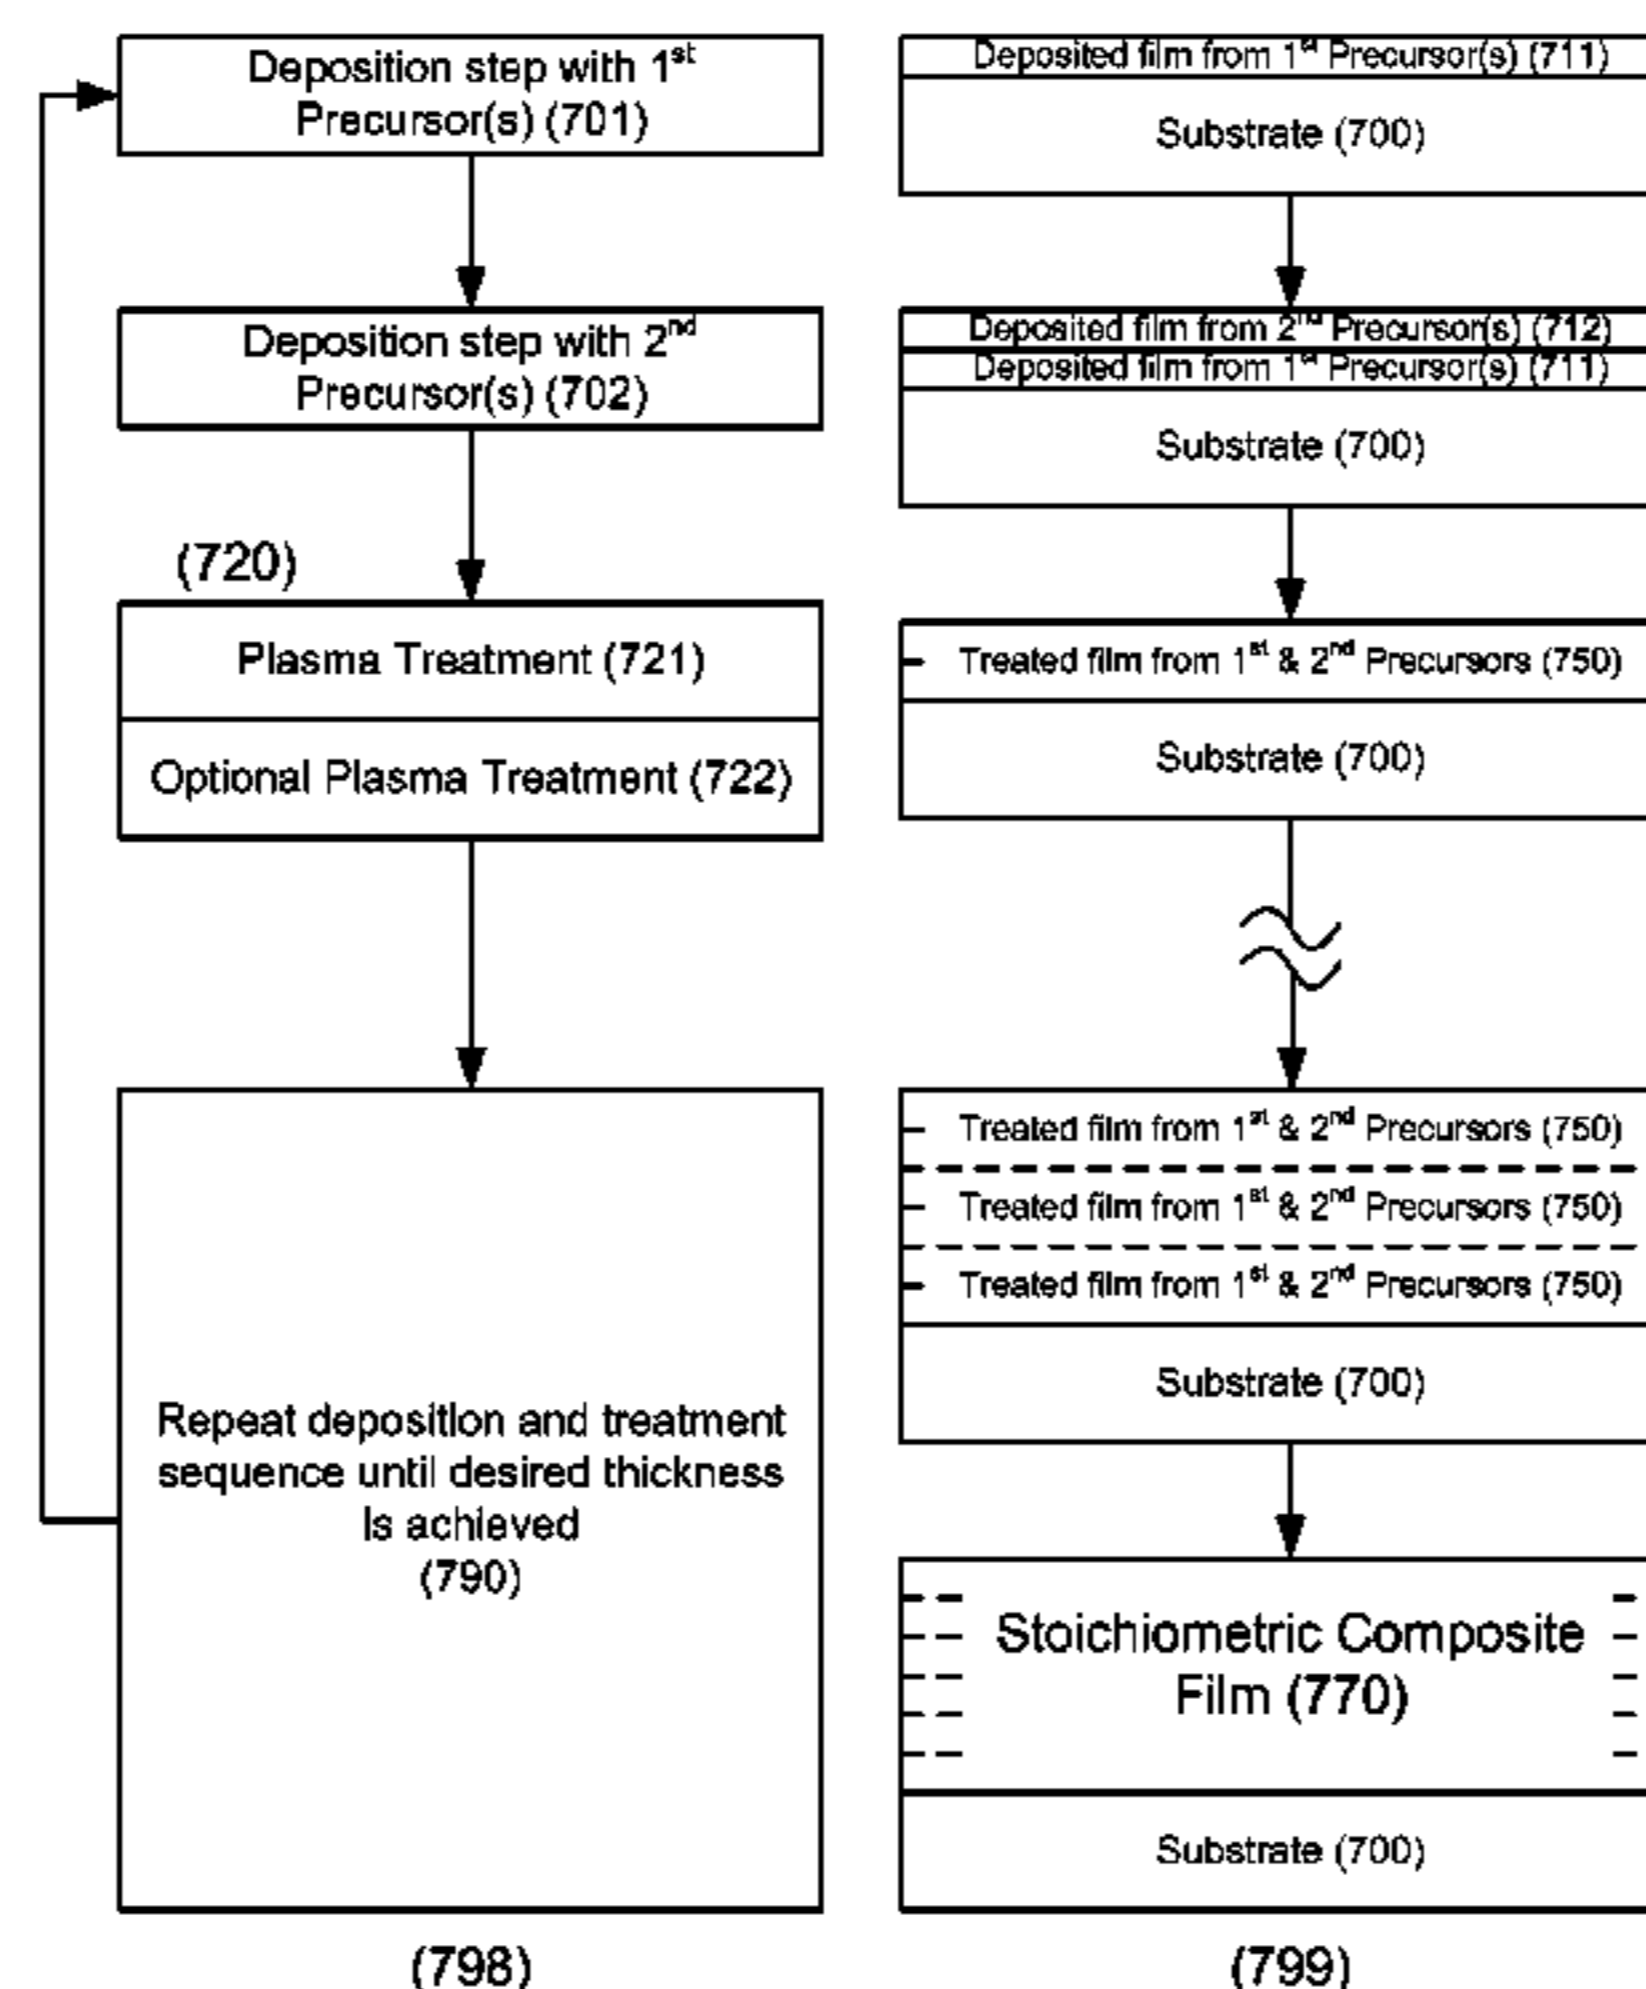 Deposition step with 1st
Precursor(s) (701)
Deposition step with 2nd
Precursor(s) (702)
(720)
Plasma Treatment (721)
Optional Plasma Treatment (722)
Repeat deposition and treatment
sequence until desired thickness
Is achieved
(790)
(798)
Deposited film from 1st Precursor(s) (711)
Substrate (700)
Deposited film from 2nd Precursor(s) (712)
Deposited film from 1st Precursor(s) (711)
Substrate (700)
Treated film from 1st & 2nd Precursors (750)
Substrate (700)
Treated film from 1st & 2nd Precursors (750)
Treated film from 1st & 2nd Precursors (750)
Treated film from 1st & 2nd Precursors (750)
Substrate (700)
Stoichiometric Composite
Film (770)
Substrate (700)
(799)